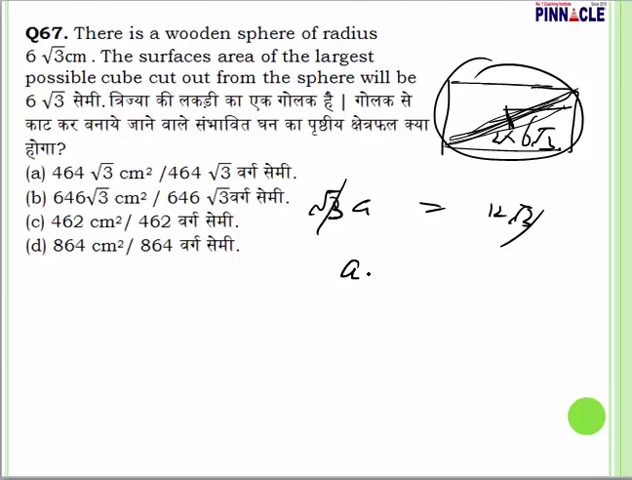 No. 1 Coaching Institute Since 2005
PINNACLE
Q67. There is a wooden sphere of radius
6 √3cm . The surfaces area of the largest
possible cube cut out from the sphere will be
6 √3 सेमी. त्रिज्या की लकड़ी का एक गोलक है | गोलक से
काट कर बनाये जाने वाले संभावित घन का पृष्ठीय क्षेत्रफल क्या
होगा?
(a) 464 √3 cm² /464 √3 वर्ग सेमी.
(b) 646√3 cm² / 646 √3वर्ग सेमी.
(c) 462 cm²/ 462 वर्ग सेमी.
(d) 864 cm²/ 864 वर्ग सेमी.
2×6√3
√3 a = 12√3
a.